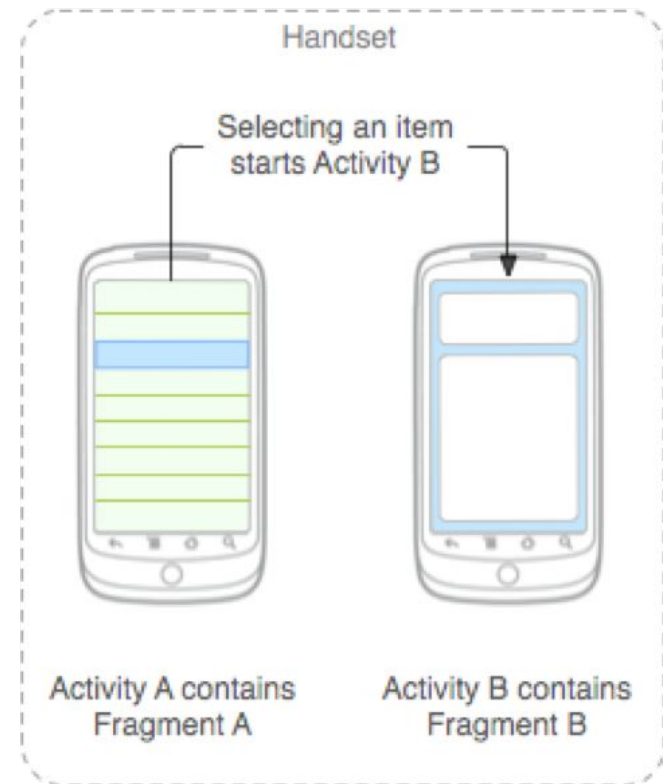 Handset
Selecting an item
starts Activity B
Activity A contains
Fragment A
Activity B contains
Fragment B